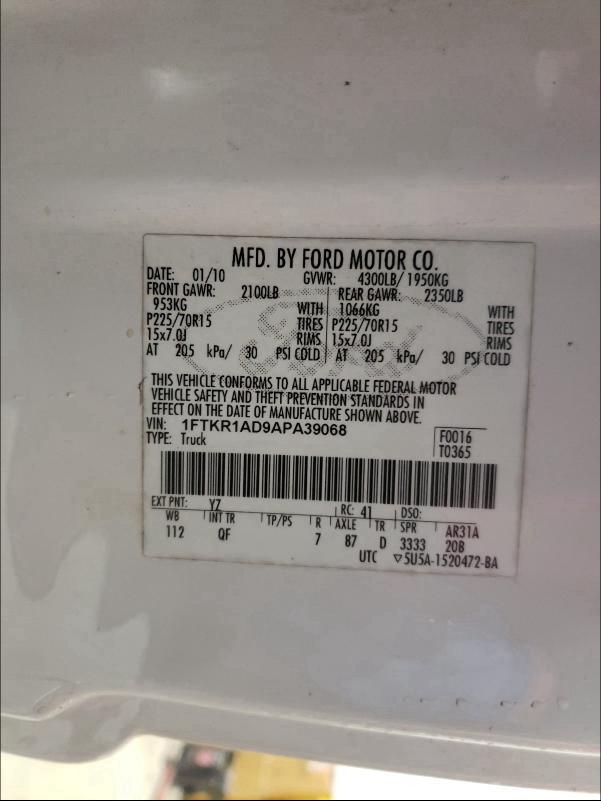 MFD. BY FORD MOTOR CO.
DATE: 01/10 GVWR: 4300LB/ 1950KG
FRONT GAWR: 2100LB REAR GAWR: 2350LB
953KG WITH 1066KG WITH
P225/70R15 TIRES P225/70R15 TIRES
15x7.0J RIMS 15x7.0J RIMS
AT 205 kPa/ 30 PSI COLD AT 205 kPa/ 30 PSI COLD
Ford
THIS VEHICLE CONFORMS TO ALL APPLICABLE FEDERAL MOTOR
VEHICLE SAFETY AND THEFT PREVENTION STANDARDS IN
EFFECT ON THE DATE OF MANUFACTURE SHOWN ABOVE.
VIN: 1FTKR1AD9APA39068 F0016
TYPE: Truck T0365
EXT PNT: YZ RC: 41 DSO:
WB INT TR TP/PS R AXLE TR SPR AR31A
112 QF 7 87 D 3333 20B
UTC ▽5U5A-1520472-BA